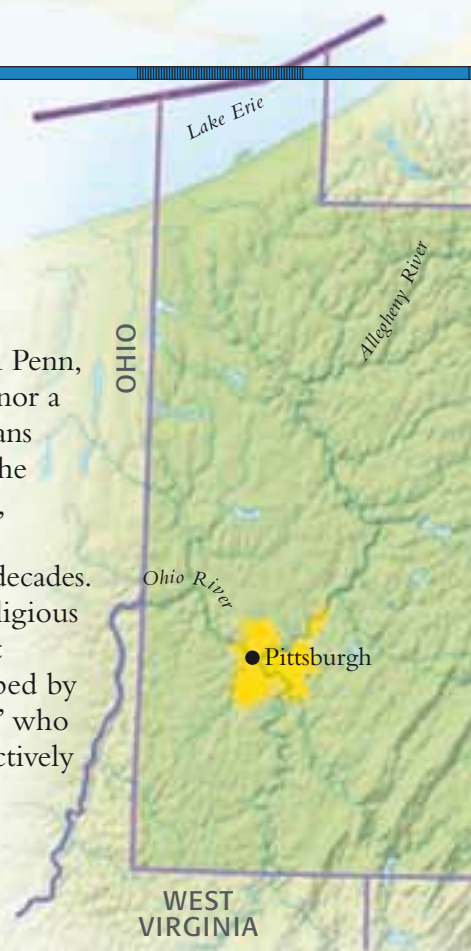 Lake Erie
Allegheny River
OHIO
Penn,
nor a
ans
he
,
decades.
ligious
t
ped by
’ who
ctively
Ohio River
Pittsburgh
WEST
VIRGINIA